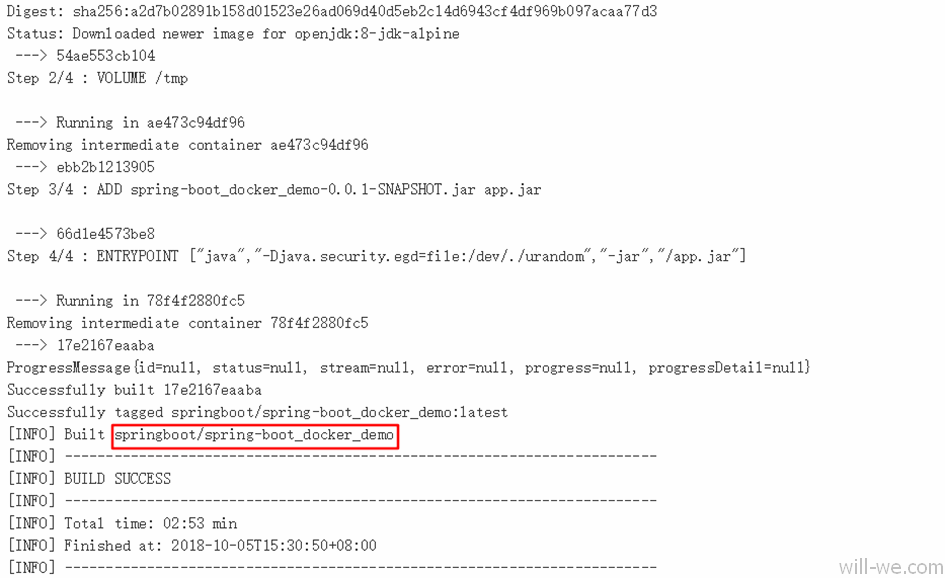 Digest: sha256:a2d7b02891b158d01523e26ad069d40d5eb2c14d6943cf4df969b097acaa77d3
Status: Downloaded newer image for openjdk:8-jdk-alpine
 ---> 54ae553cb104
Step 2/4 : VOLUME /tmp
 ---> Running in ae473c94df96
Removing intermediate container ae473c94df96
 ---> ebb2b1213905
Step 3/4 : ADD spring-boot_docker_demo-0.0.1-SNAPSHOT.jar app.jar
 ---> 66d1e4573be8
Step 4/4 : ENTRYPOINT ["java","-Djava.security.egd=file:/dev/./urandom","-jar","/app.jar"]
 ---> Running in 78f4f2880fc5
Removing intermediate container 78f4f2880fc5
 ---> 17e2167eaaba
ProgressMessage{id=null, status=null, stream=null, error=null, progress=null, progressDetail=null}
Successfully built 17e2167eaaba
Successfully tagged springboot/spring-boot_docker_demo:latest
[INFO] Built springboot/spring-boot_docker_demo
[INFO] ------------------------------------------------------------------------
[INFO] BUILD SUCCESS
[INFO] ------------------------------------------------------------------------
[INFO] Total time: 02:53 min
[INFO] Finished at: 2018-10-05T15:30:50+08:00
[INFO] ------------------------------------------------------------------------
will-we.com